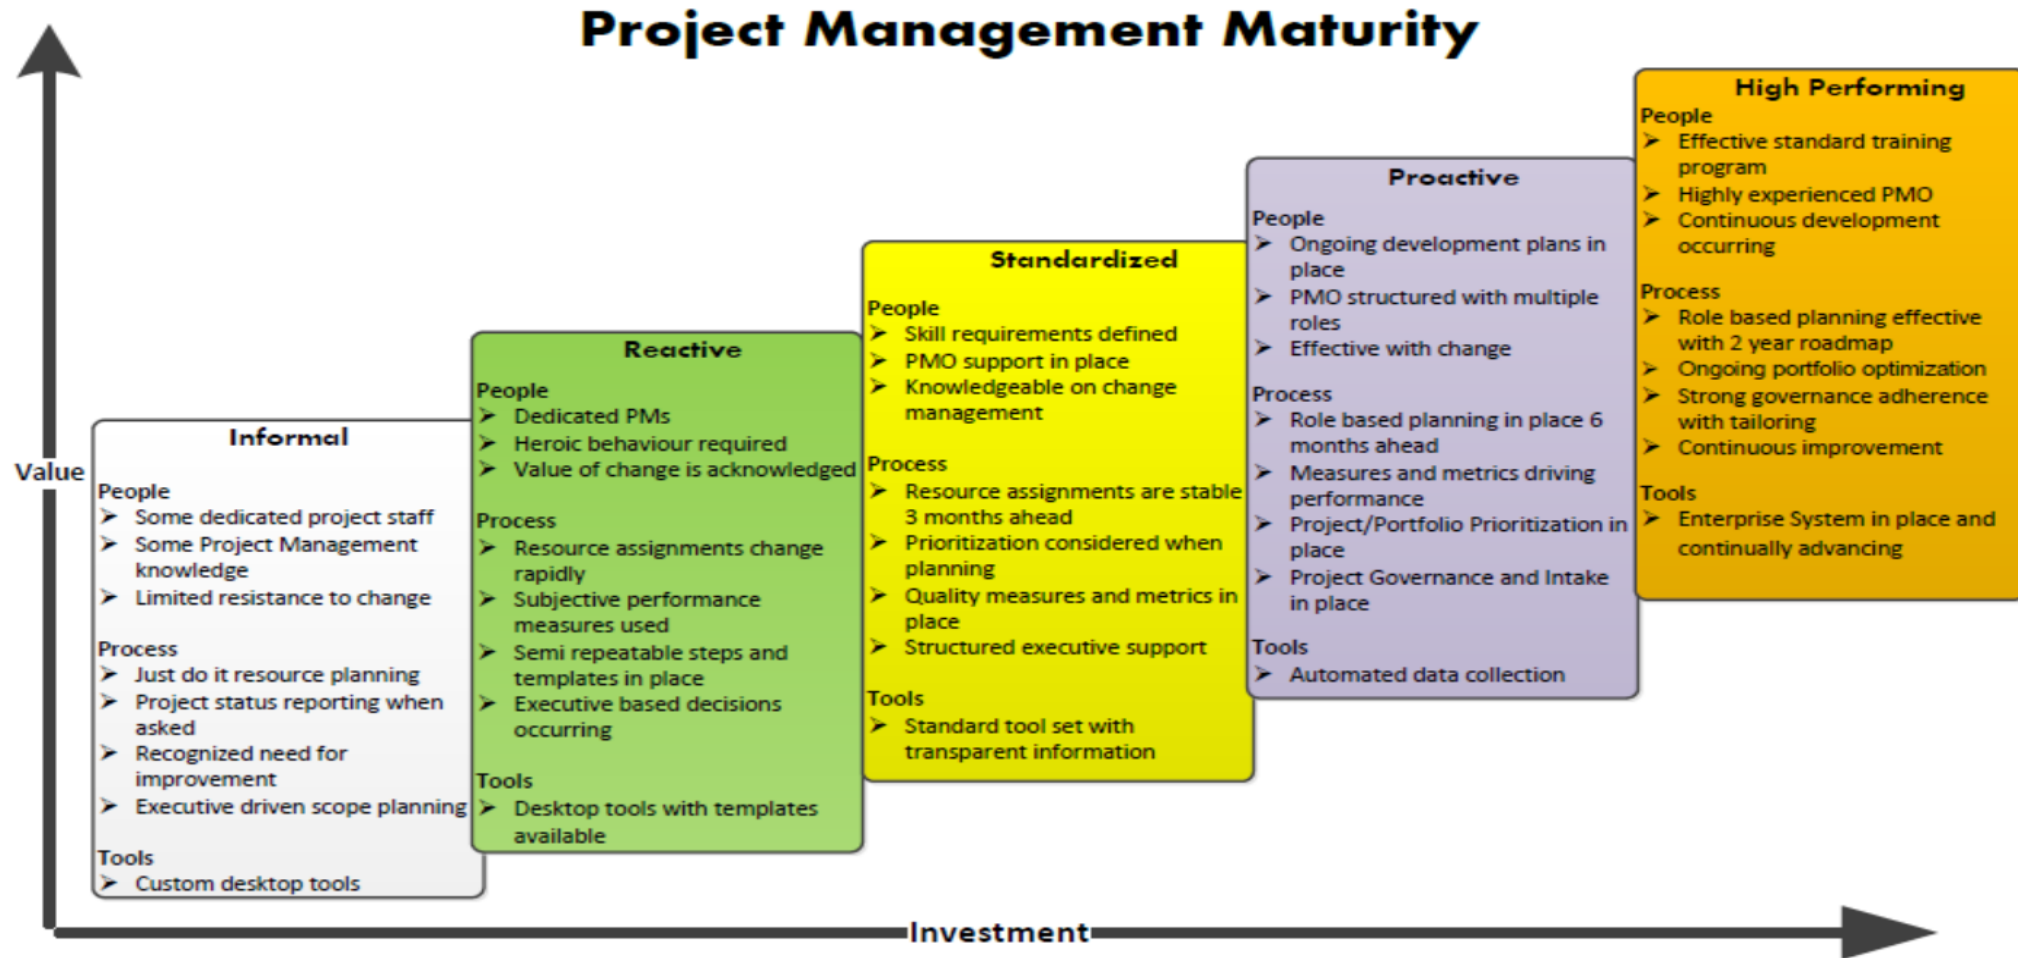 Project Management Maturity
Value
Informal
People
➢ Some dedicated project staff
➢ Some Project Management
knowledge
➢ Limited resistance to change
Process
➢ Just do it resource planning
➢ Project status reporting when
asked
➢ Recognized need for
improvement
➢ Executive driven scope planning
Tools
➢ Custom desktop tools
Reactive
People
➢ Dedicated PMs
➢ Heroic behaviour required
➢ Value of change is acknowledged
Process
➢ Resource assignments change
rapidly
➢ Subjective performance
measures used
➢ Semi repeatable steps and
templates in place
➢ Executive based decisions
occurring
Tools
➢ Desktop tools with templates
available
Standardized
People
➢ Skill requirements defined
➢ PMO support in place
➢ Knowledgeable on change
management
Process
➢ Resource assignments are stable
3 months ahead
➢ Prioritization considered when
planning
➢ Quality measures and metrics in
place
➢ Structured executive support
Tools
➢ Standard tool set with
transparent information
Proactive
People
➢ Ongoing development plans in
place
➢ PMO structured with multiple
roles
➢ Effective with change
Process
➢ Role based planning in place 6
months ahead
➢ Measures and metrics driving
performance
➢ Project/Portfolio Prioritization in
place
➢ Project Governance and Intake
in place
Tools
➢ Automated data collection
High Performing
People
➢ Effective standard training
program
➢ Highly experienced PMO
➢ Continuous development
occurring
Process
➢ Role based planning effective
with 2 year roadmap
➢ Ongoing portfolio optimization
➢ Strong governance adherence
with tailoring
➢ Continuous improvement
Tools
➢ Enterprise System in place and
continually advancing
Investment